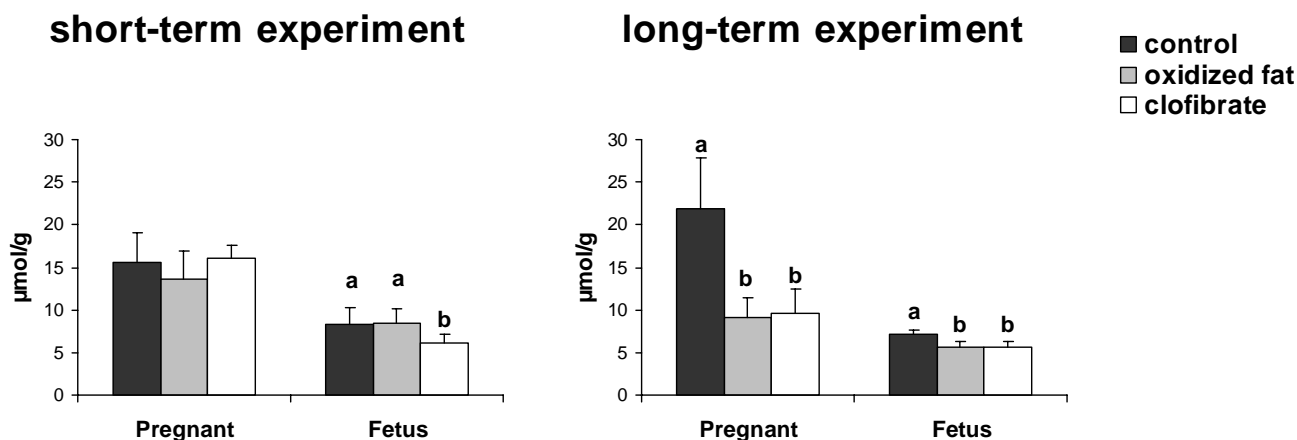 short-term experiment
long-term experiment
control
oxidized fat
clofibrate
30
25
20
15
10
5
0
µmol/g
a
a
b
Pregnant
Fetus
30
25
20
15
10
5
0
µmol/g
a
b
b
a
b
b
Pregnant
Fetus